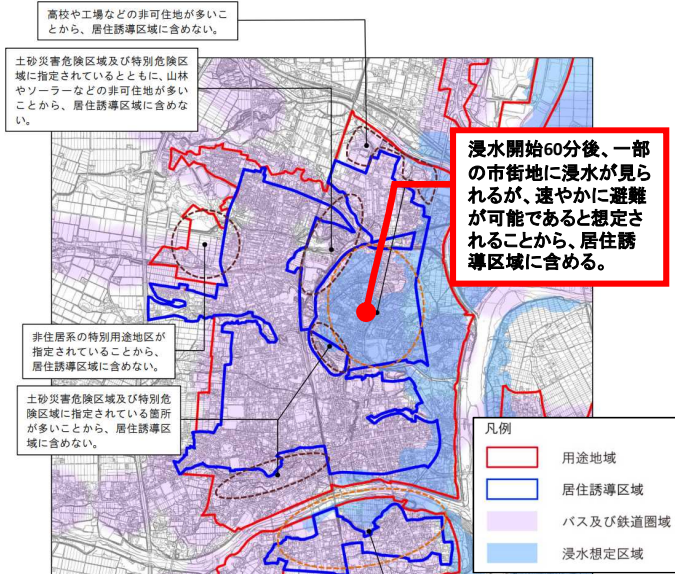 高校や工場などの非可住地が多いこ
とから、居住誘導区域に含めない。
土砂災害危険区域及び特別危険区
域に指定されているとともに、山林
やソーラーなどの非可住地が多い
ことから、居住誘導区域に含めな
い。
浸水開始60分後、一部
の市街地に浸水が見ら
れるが、速やかに避難
が可能であると想定さ
れることから、居住誘
導区域に含める。
非住居系の特別用途地区が
指定されていることから、
居住誘導区域に含めない。
土砂災害危険区域及び特別危
険区域に指定されている箇所
が多いことから、居住誘導区
域に含めない。
凡例
用途地域
居住誘導区域
バス及び鉄道圏域
浸水想定区域